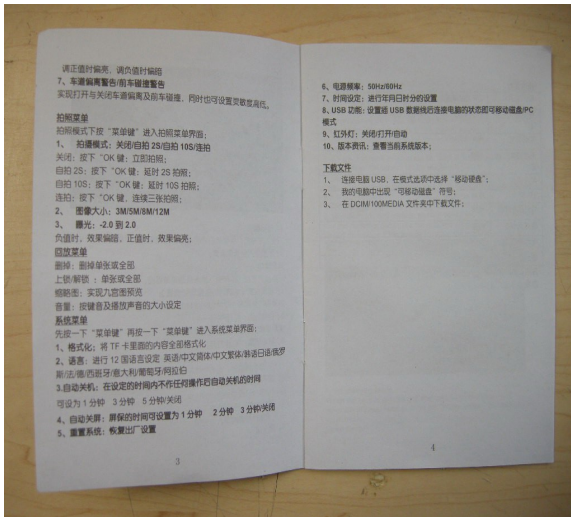 调正值时偏亮，调负值时偏暗
7、车道偏离警告/前车碰撞警告
实现打开与关闭车道偏离及前车碰撞，同时也可设置灵敏度高低。
拍照菜单
拍照模式下按“菜单键”进入拍照菜单界面；
1、 拍摄模式：关闭/自拍 2S/自拍 10S/连拍
关闭：按下“OK 键：立即拍照；
自拍 2S：按下“OK 键：延时 2S 拍照；
自拍 10S：按下“OK 键：延时 10S 拍照；
连拍：按下“OK 键，连续三张拍照；
2、 图像大小：3M/5M/8M/12M
3、 曝光：-2.0 到 2.0
负值时，效果偏暗，正值时，效果偏亮；
回放菜单
删掉：删掉单张或全部
上锁/解锁 ：单张或全部
缩略图：实现九宫图预览
音量：按键音及播放声音的大小设定
系统菜单
先按一下“菜单键”再按一下“菜单键”进入系统菜单界面：
1、格式化：将 TF 卡里面的内容全部格式化
2、语言：进行 12 国语言设定 英语/中文简体/中文繁体/韩语日语/俄罗
斯/法/德/西班牙/意大利/葡萄牙/阿拉伯
3.自动关机：在设定的时间内不作任何操作后自动关机的时间
可设为 1 分钟 3 分钟 5 分钟/关闭
4、自动关屏：屏保的时间可设置为 1 分钟 2 分钟 3 分钟/关闭
5、重置系统：恢复出厂设置
3
6、电源频率：50Hz/60Hz
7、时间设定：进行年月日时分的设置
8、USB 功能：设置插 USB 数据线后连接电脑的状态即可移动磁盘/PC
模式
9、红外灯：关闭/打开/自动
10、版本资讯：查看当前系统版本；
下载文件
1、 连接电脑 USB，在模式选项中选择“移动硬盘”；
2、 我的电脑中出现“可移动磁盘”符号；
3、 在 DCIM/100MEDIA 文件夹中下载文件；
4